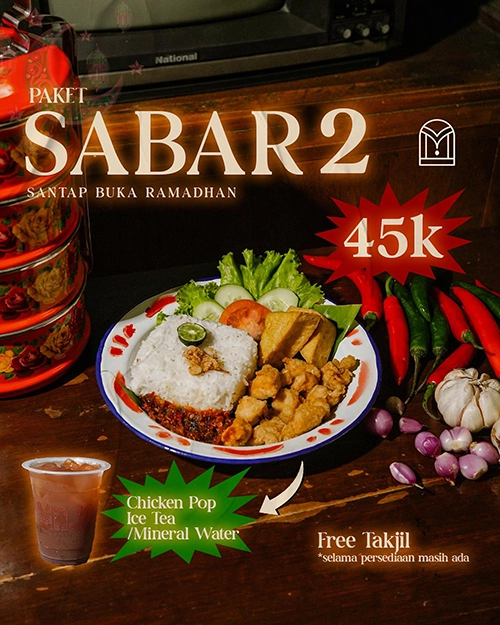 National
PAKET
SABAR 2
SANTAP BUKA RAMADHAN
45k
Chicken Pop
Ice Tea
/Mineral Water
Free Takjil
*selama persediaan masih ada